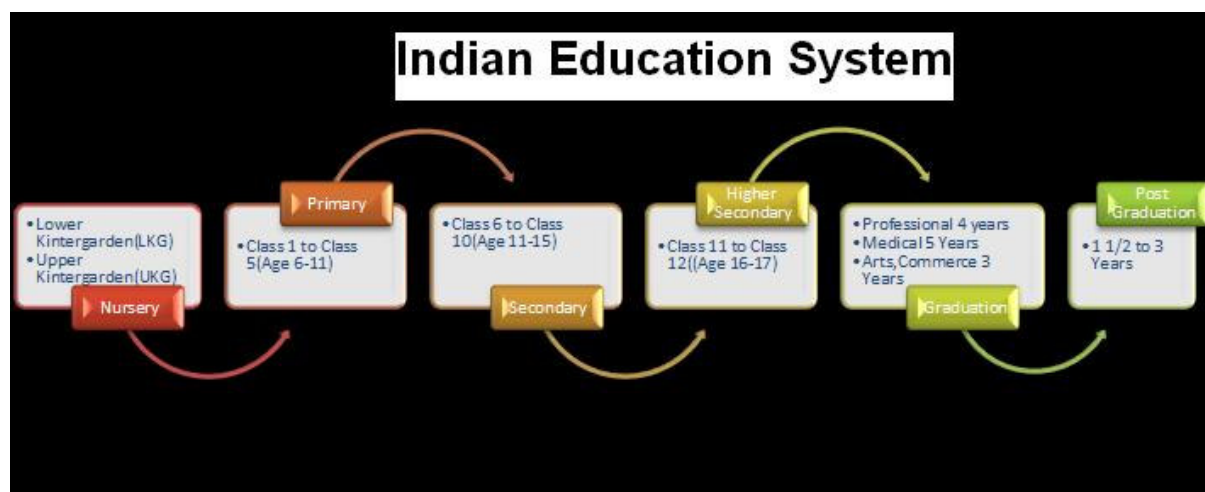 Indian Education System
• Lower
Kintergarden(LKG)
• Upper
Kintergarden(UKG)
Nursery
Primary
• Class 1 to Class
5(Age 6-11)
• Class 6 to Class
10(Age 11-15)
Secondary
Higher
Secondary
• Class 11 to Class
12((Age 16-17)
• Professional 4 years
• Medical 5 Years
• Arts,Commerce 3
Years
Graduation
Post
Graduation
• 1 1/2 to 3
Years